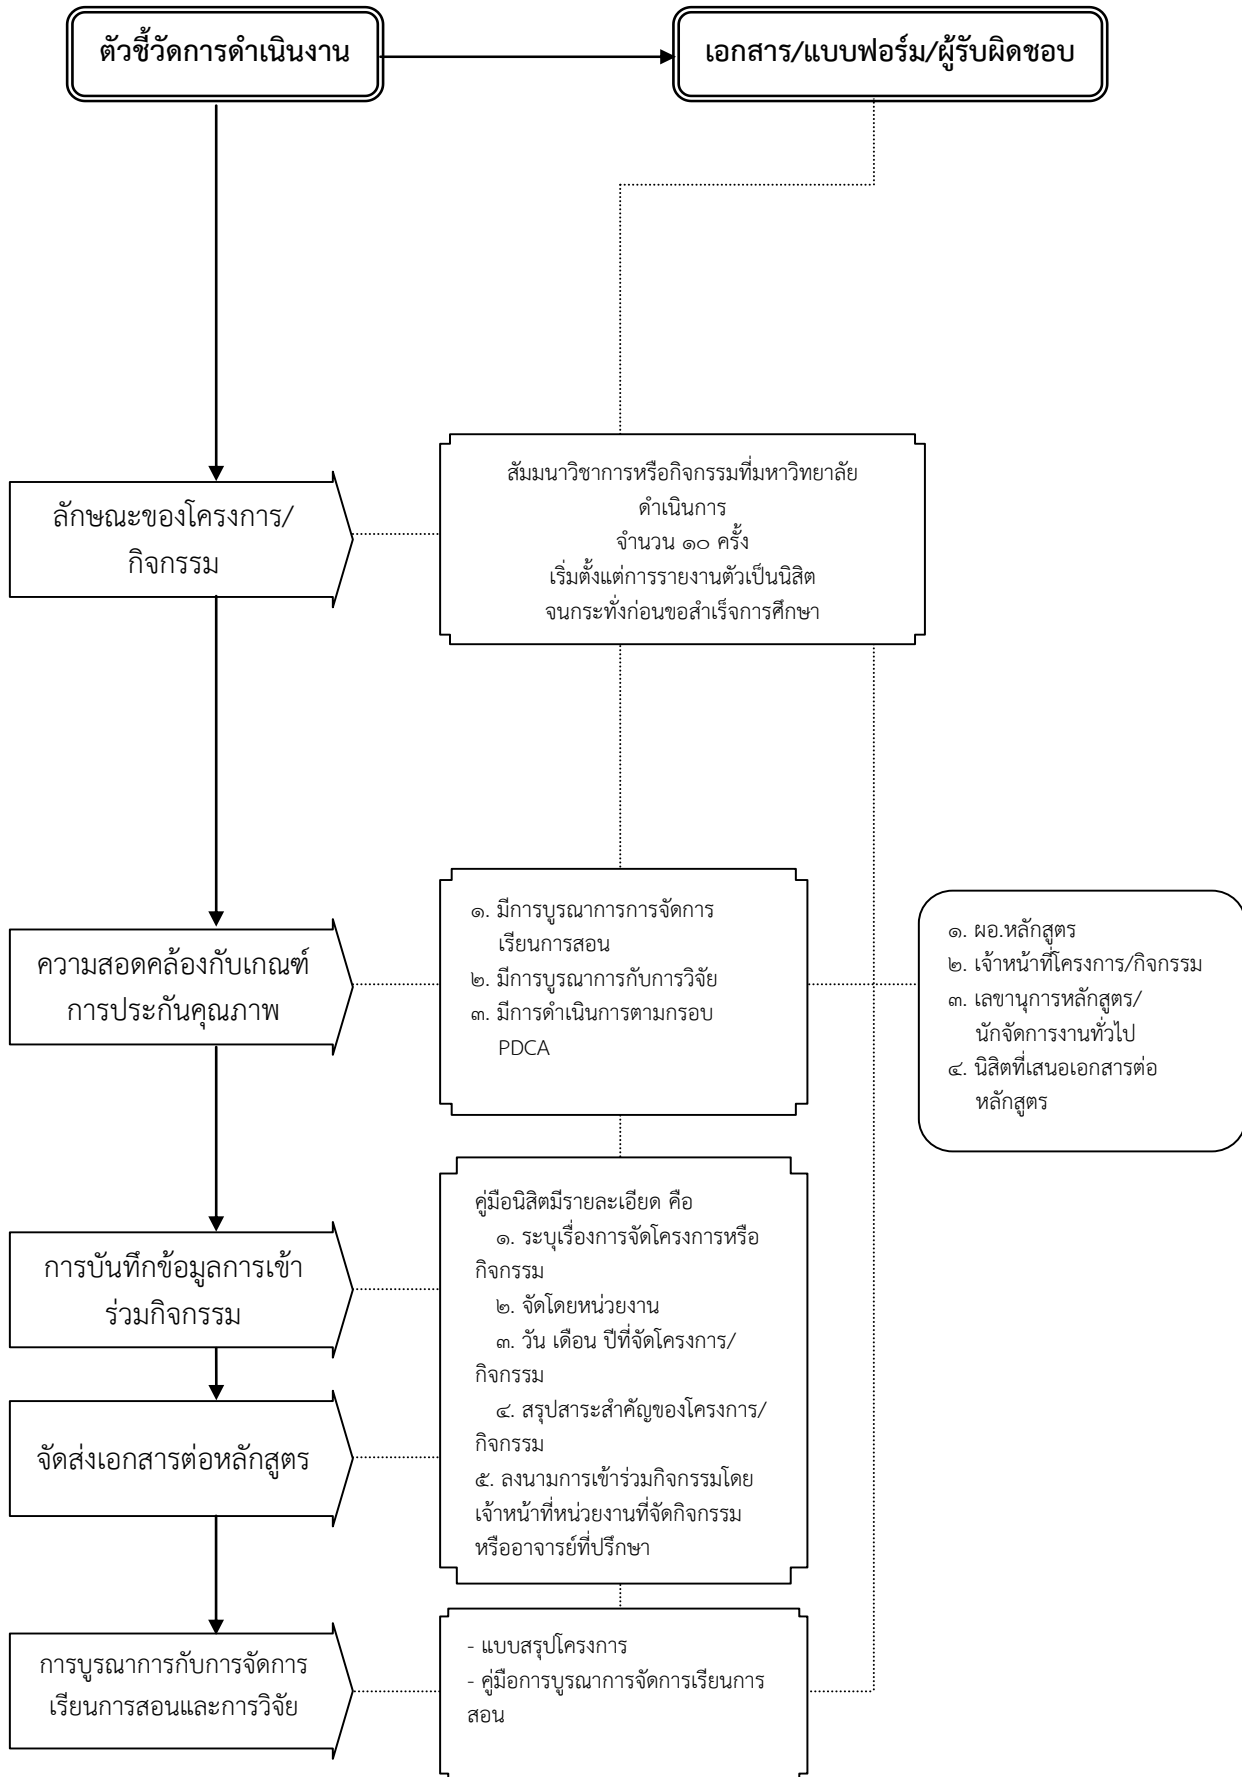 ตัวชี้วัดการดำเนินงาน
เอกสาร/แบบฟอร์ม/ผู้รับผิดชอบ
ลักษณะของโครงการ/
กิจกรรม
สัมมนาวิชาการหรือกิจกรรมที่มหาวิทยาลัย
ดำเนินการ
จำนวน ๑๐ ครั้ง
เริ่มตั้งแต่การรายงานตัวเป็นนิสิต
จนกระทั่งก่อนขอสำเร็จการศึกษา
ความสอดคล้องกับเกณฑ์
การประกันคุณภาพ
๑. มีการบูรณาการการจัดการ
เรียนการสอน
๒. มีการบูรณาการกับการวิจัย
๓. มีการดำเนินการตามกรอบ
PDCA
๑. ผอ.หลักสูตร
๒. เจ้าหน้าที่โครงการ/กิจกรรม
๓. เลขานุการหลักสูตร/
นักจัดการงานทั่วไป
๔. นิสิตที่เสนอเอกสารต่อ
หลักสูตร
การบันทึกข้อมูลการเข้า
ร่วมกิจกรรม
จัดส่งเอกสารต่อหลักสูตร
คู่มือนิสิตมีรายละเอียด คือ
๑. ระบุเรื่องการจัดโครงการหรือ
กิจกรรม
๒. จัดโดยหน่วยงาน
๓. วัน เดือน ปีที่จัดโครงการ/
กิจกรรม
๔. สรุปสาระสำคัญของโครงการ/
กิจกรรม
๕. ลงนามการเข้าร่วมกิจกรรมโดย
เจ้าหน้าที่หน่วยงานที่จัดกิจกรรม
หรืออาจารย์ที่ปรึกษา
การบูรณาการกับการจัดการ
เรียนการสอนและการวิจัย
- แบบสรุปโครงการ
- คู่มือการบูรณาการจัดการเรียนการ
สอน